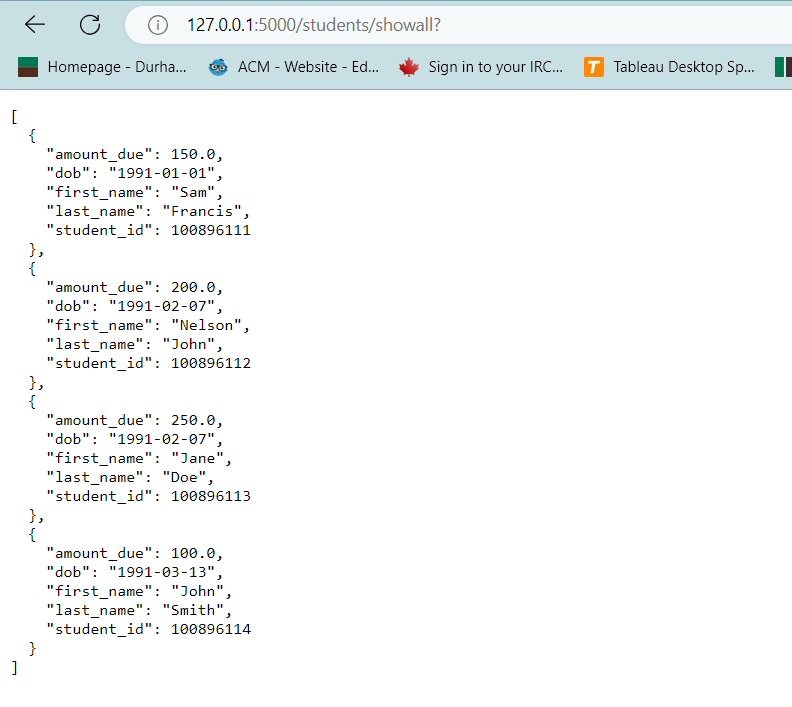 127.0.0.1:5000/students/showall?
Homepage - Durha... ACM - Website - Ed... Sign in to your IRC... T Tableau Desktop Sp...
[
  {
    "amount_due": 150.0,
    "dob": "1991-01-01",
    "first_name": "Sam",
    "last_name": "Francis",
    "student_id": 100896111
  },
  {
    "amount_due": 200.0,
    "dob": "1991-02-07",
    "first_name": "Nelson",
    "last_name": "John",
    "student_id": 100896112
  },
  {
    "amount_due": 250.0,
    "dob": "1991-02-07",
    "first_name": "Jane",
    "last_name": "Doe",
    "student_id": 100896113
  },
  {
    "amount_due": 100.0,
    "dob": "1991-03-13",
    "first_name": "John",
    "last_name": "Smith",
    "student_id": 100896114
  }
]